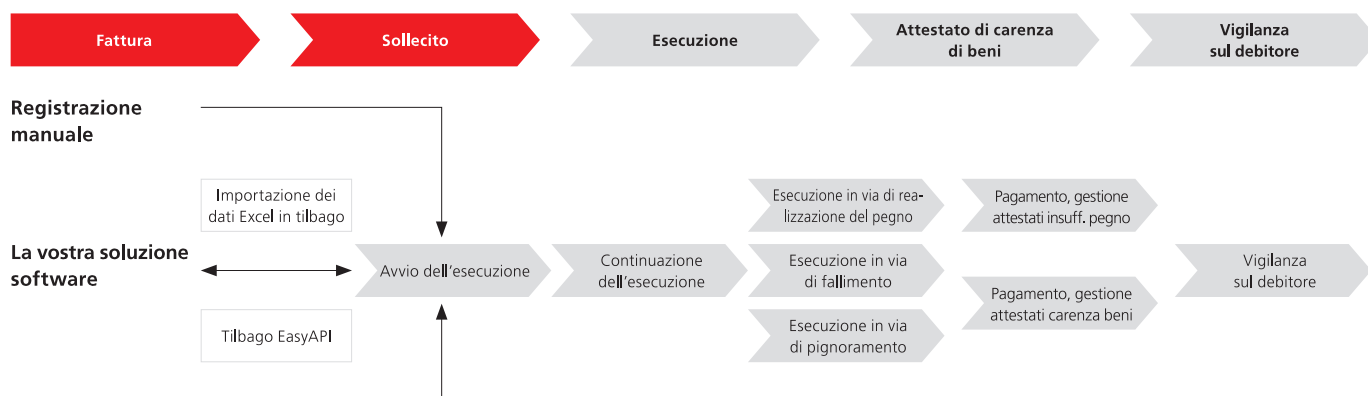 Fattura
Sollecito
Esecuzione
Attestato di carenza
di beni
Vigilanza
sul debitore
Registrazione
manuale
Importazione dei
dati Excel in tilbago
Esecuzione in via di rea-
lizzazione del pegno
Pagamento, gestione
attestati insuff. pegno
La vostra soluzione
software
Avvio dell'esecuzione
Continuazione
dell'esecuzione
Esecuzione in via
di fallimento
Vigilanza
sul debitore
Pagamento, gestione
attestati carenza beni
Tilbago EasyAPI
Esecuzione in via
di pignoramento